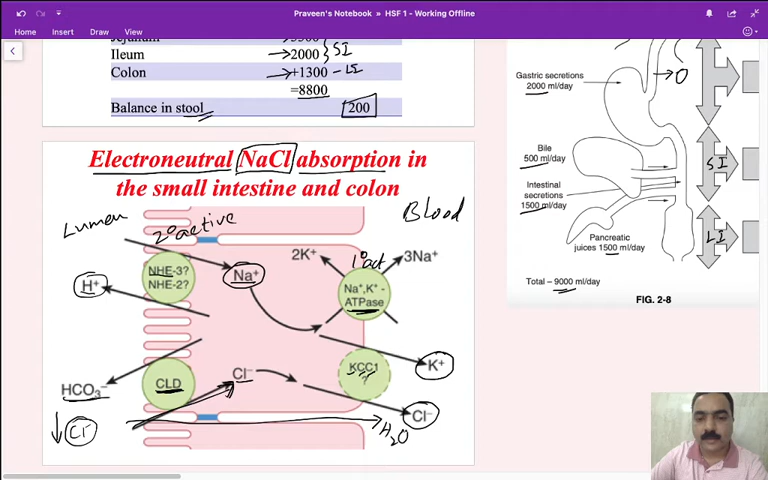 Praveen's Notebook » HSF 1 - Working Offline
Home Insert Draw View
Ileum →2000 } SI
Colon →+1300 - LI
=8800
Balance in stool 200
Electroneutral NaCl absorption in
the small intestine and colon
Lumen
2° active
Blood
NHE-3?
NHE-2?
Na⁺
H⁺
2K⁺
1° act
3Na⁺
Na⁺,K⁺-
ATPase
K⁺
KCC1
?
HCO₃⁻
CLD
Cl⁻
Cl⁻
↓ Cl⁻
H₂O
Gastric secretions
2000 ml/day
Bile
500 ml/day
Intestinal
secretions
1500 ml/day
Pancreatic
juices 1500 ml/day
Total – 9000 ml/day
SI
LI
FIG. 2-8